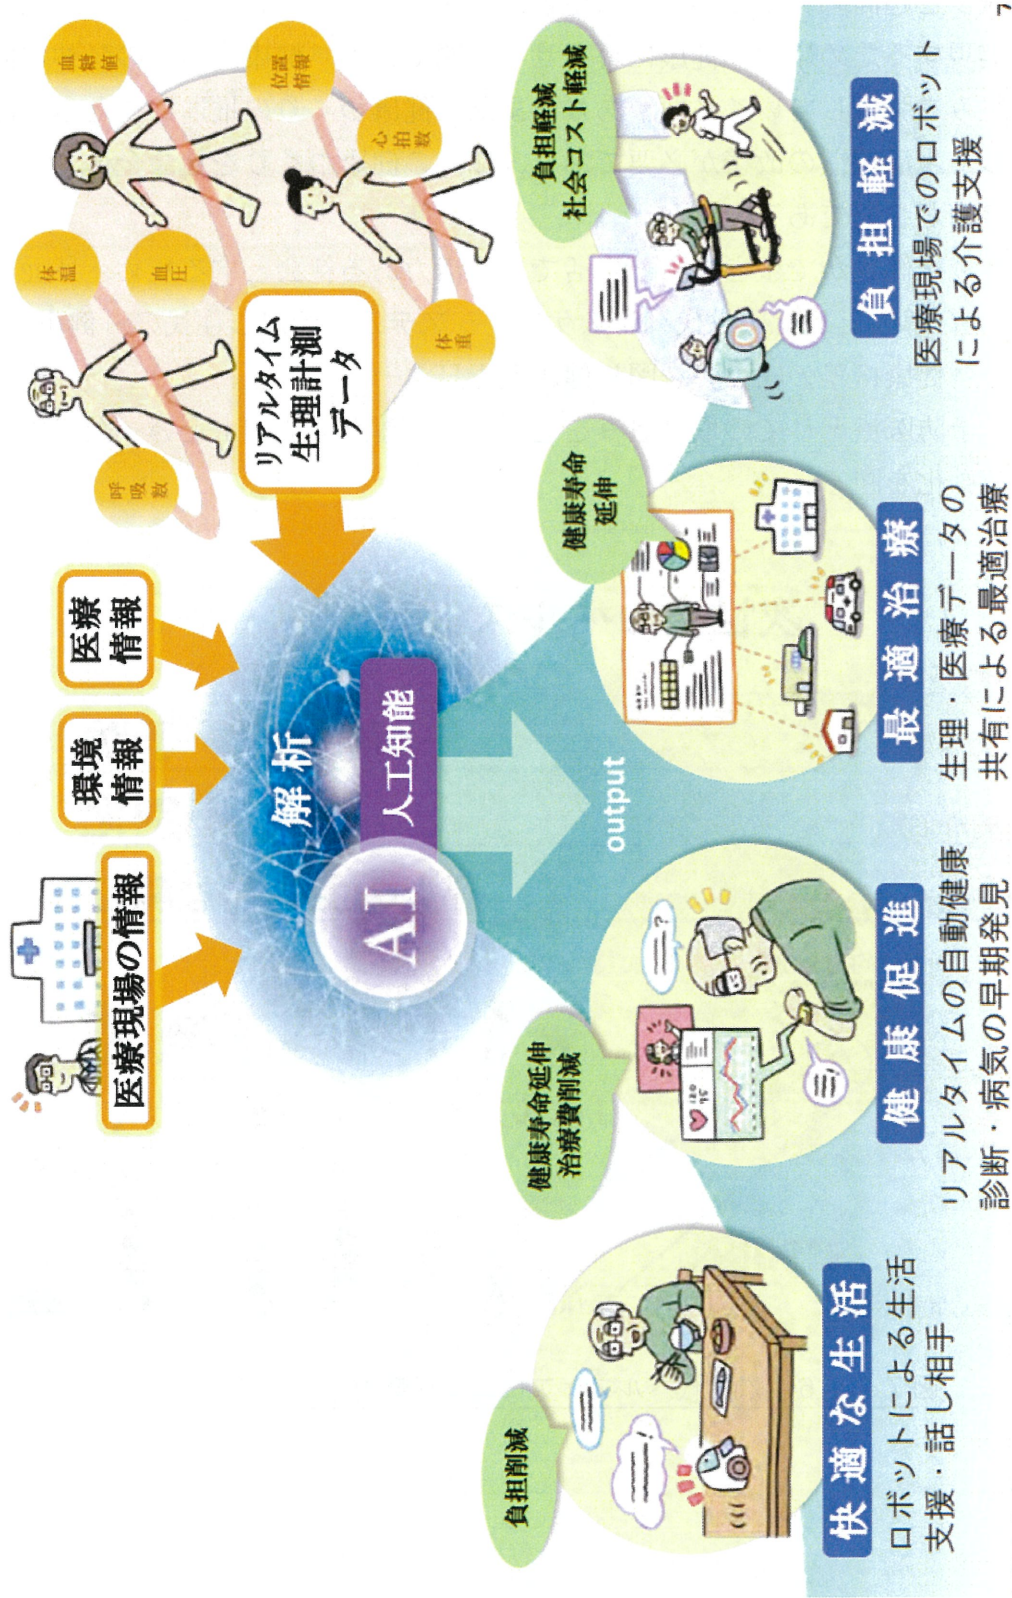 医療現場の情報
環境
情報
医療
情報
リアルタイム
生理計測
データ
呼吸数
体温
血圧
血糖値
位置情報
心拍数
体重
解析
AI
人工知能
output
負担削減
快適な生活
ロボットによる生活
支援・話し相手
健康寿命延伸
治療費削減
健康促進
リアルタイムの自動健康
診断・病気の早期発見
健康寿命
延伸
最適治療
生理・医療データの
共有による最適治療
負担軽減
社会コスト軽減
負担軽減
医療現場でのロボット
による介護支援
7